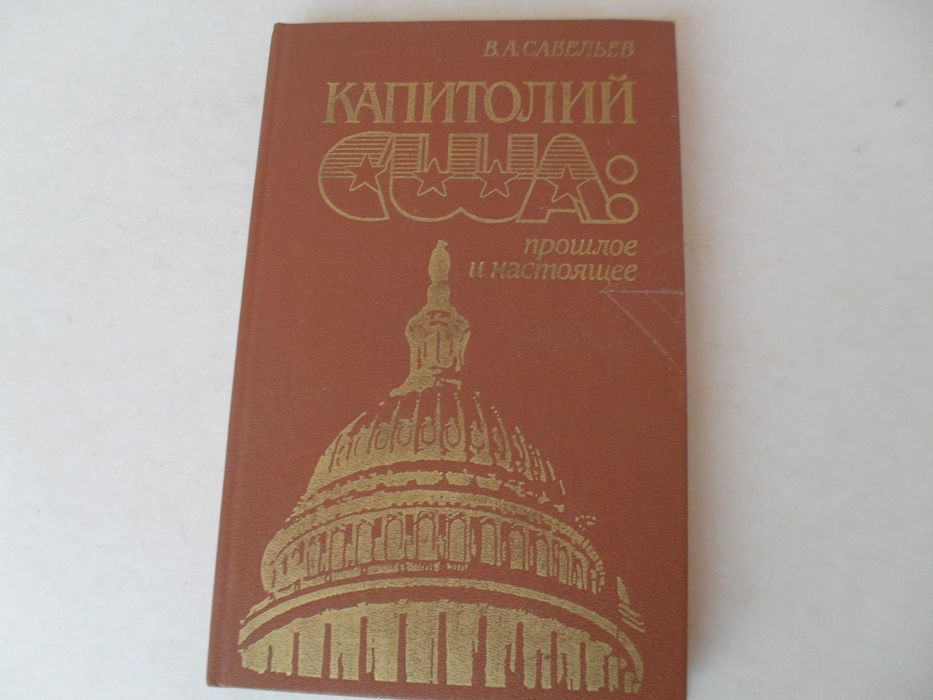 В. А. САВЕЛЬЕВ
КАПИТОЛИЙ
США:
прошлое
и настоящее